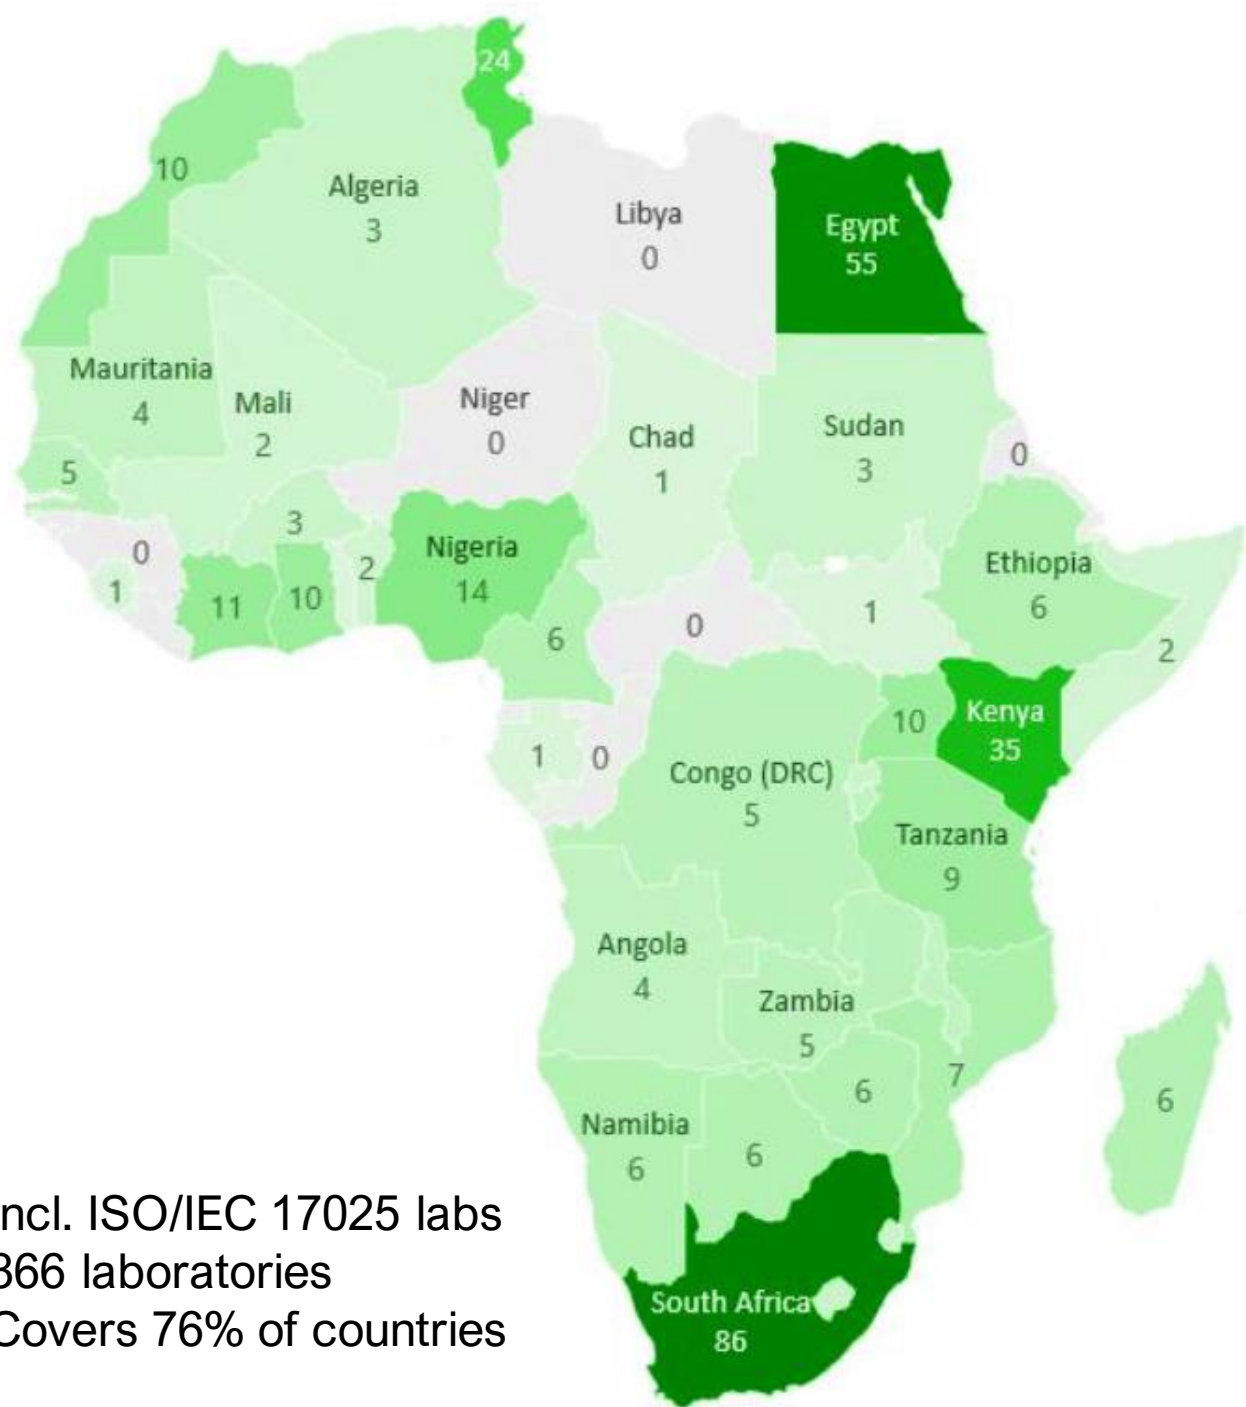 24
10
Algeria
3
Libya
0
Egypt
55
Mauritania
4
Mali
2
Niger
0
Chad
1
Sudan
3
0
5
3
0
2
Nigeria
14
Ethiopia
6
1
11
10
6
0
1
2
10
Kenya
35
1
0
Congo (DRC)
5
Tanzania
9
Angola
4
Zambia
5
7
6
6
Namibia
6
6
ncl. ISO/IEC 17025 labs
366 laboratories
Covers 76% of countries
South Africa
86